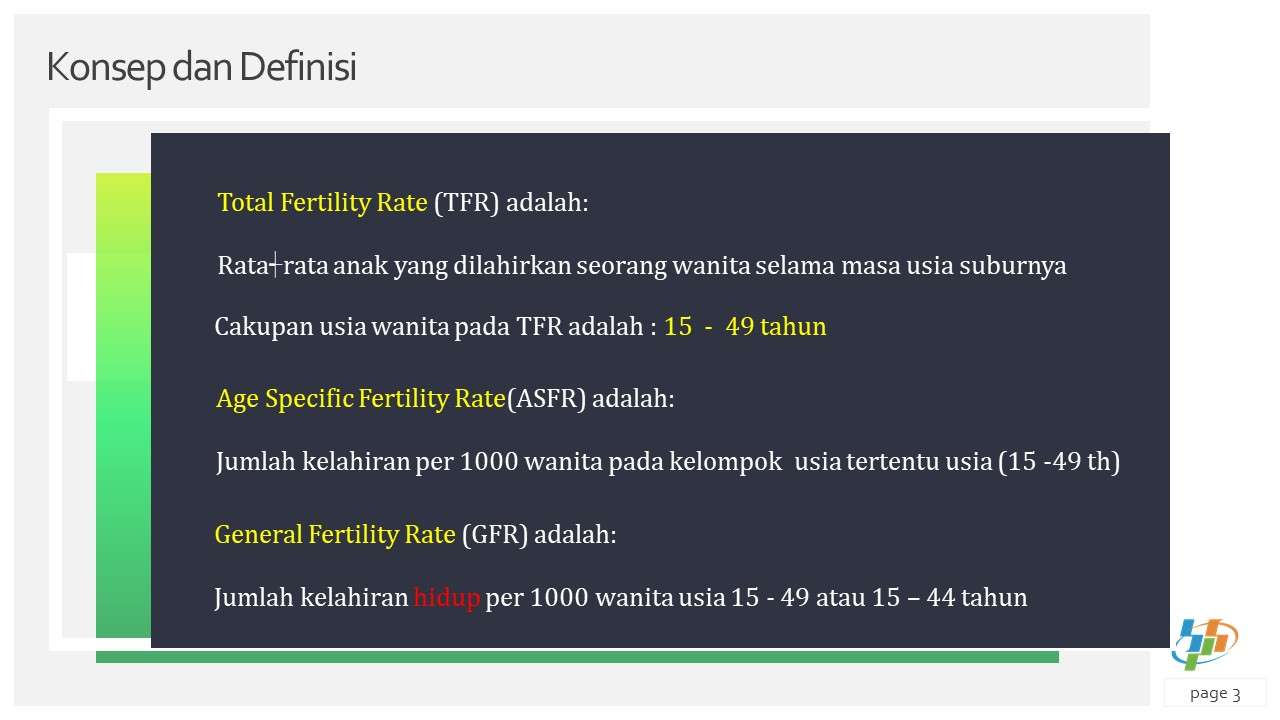 Konsep dan Definisi
Total Fertility Rate (TFR) adalah:
Rata-rata anak yang dilahirkan seorang wanita selama masa usia suburnya
Cakupan usia wanita pada TFR adalah : 15 - 49 tahun
Age Specific Fertility Rate(ASFR) adalah:
Jumlah kelahiran per 1000 wanita pada kelompok usia tertentu usia (15 -49 th)
General Fertility Rate (GFR) adalah:
Jumlah kelahiran hidup per 1000 wanita usia 15 - 49 atau 15 – 44 tahun
page 3